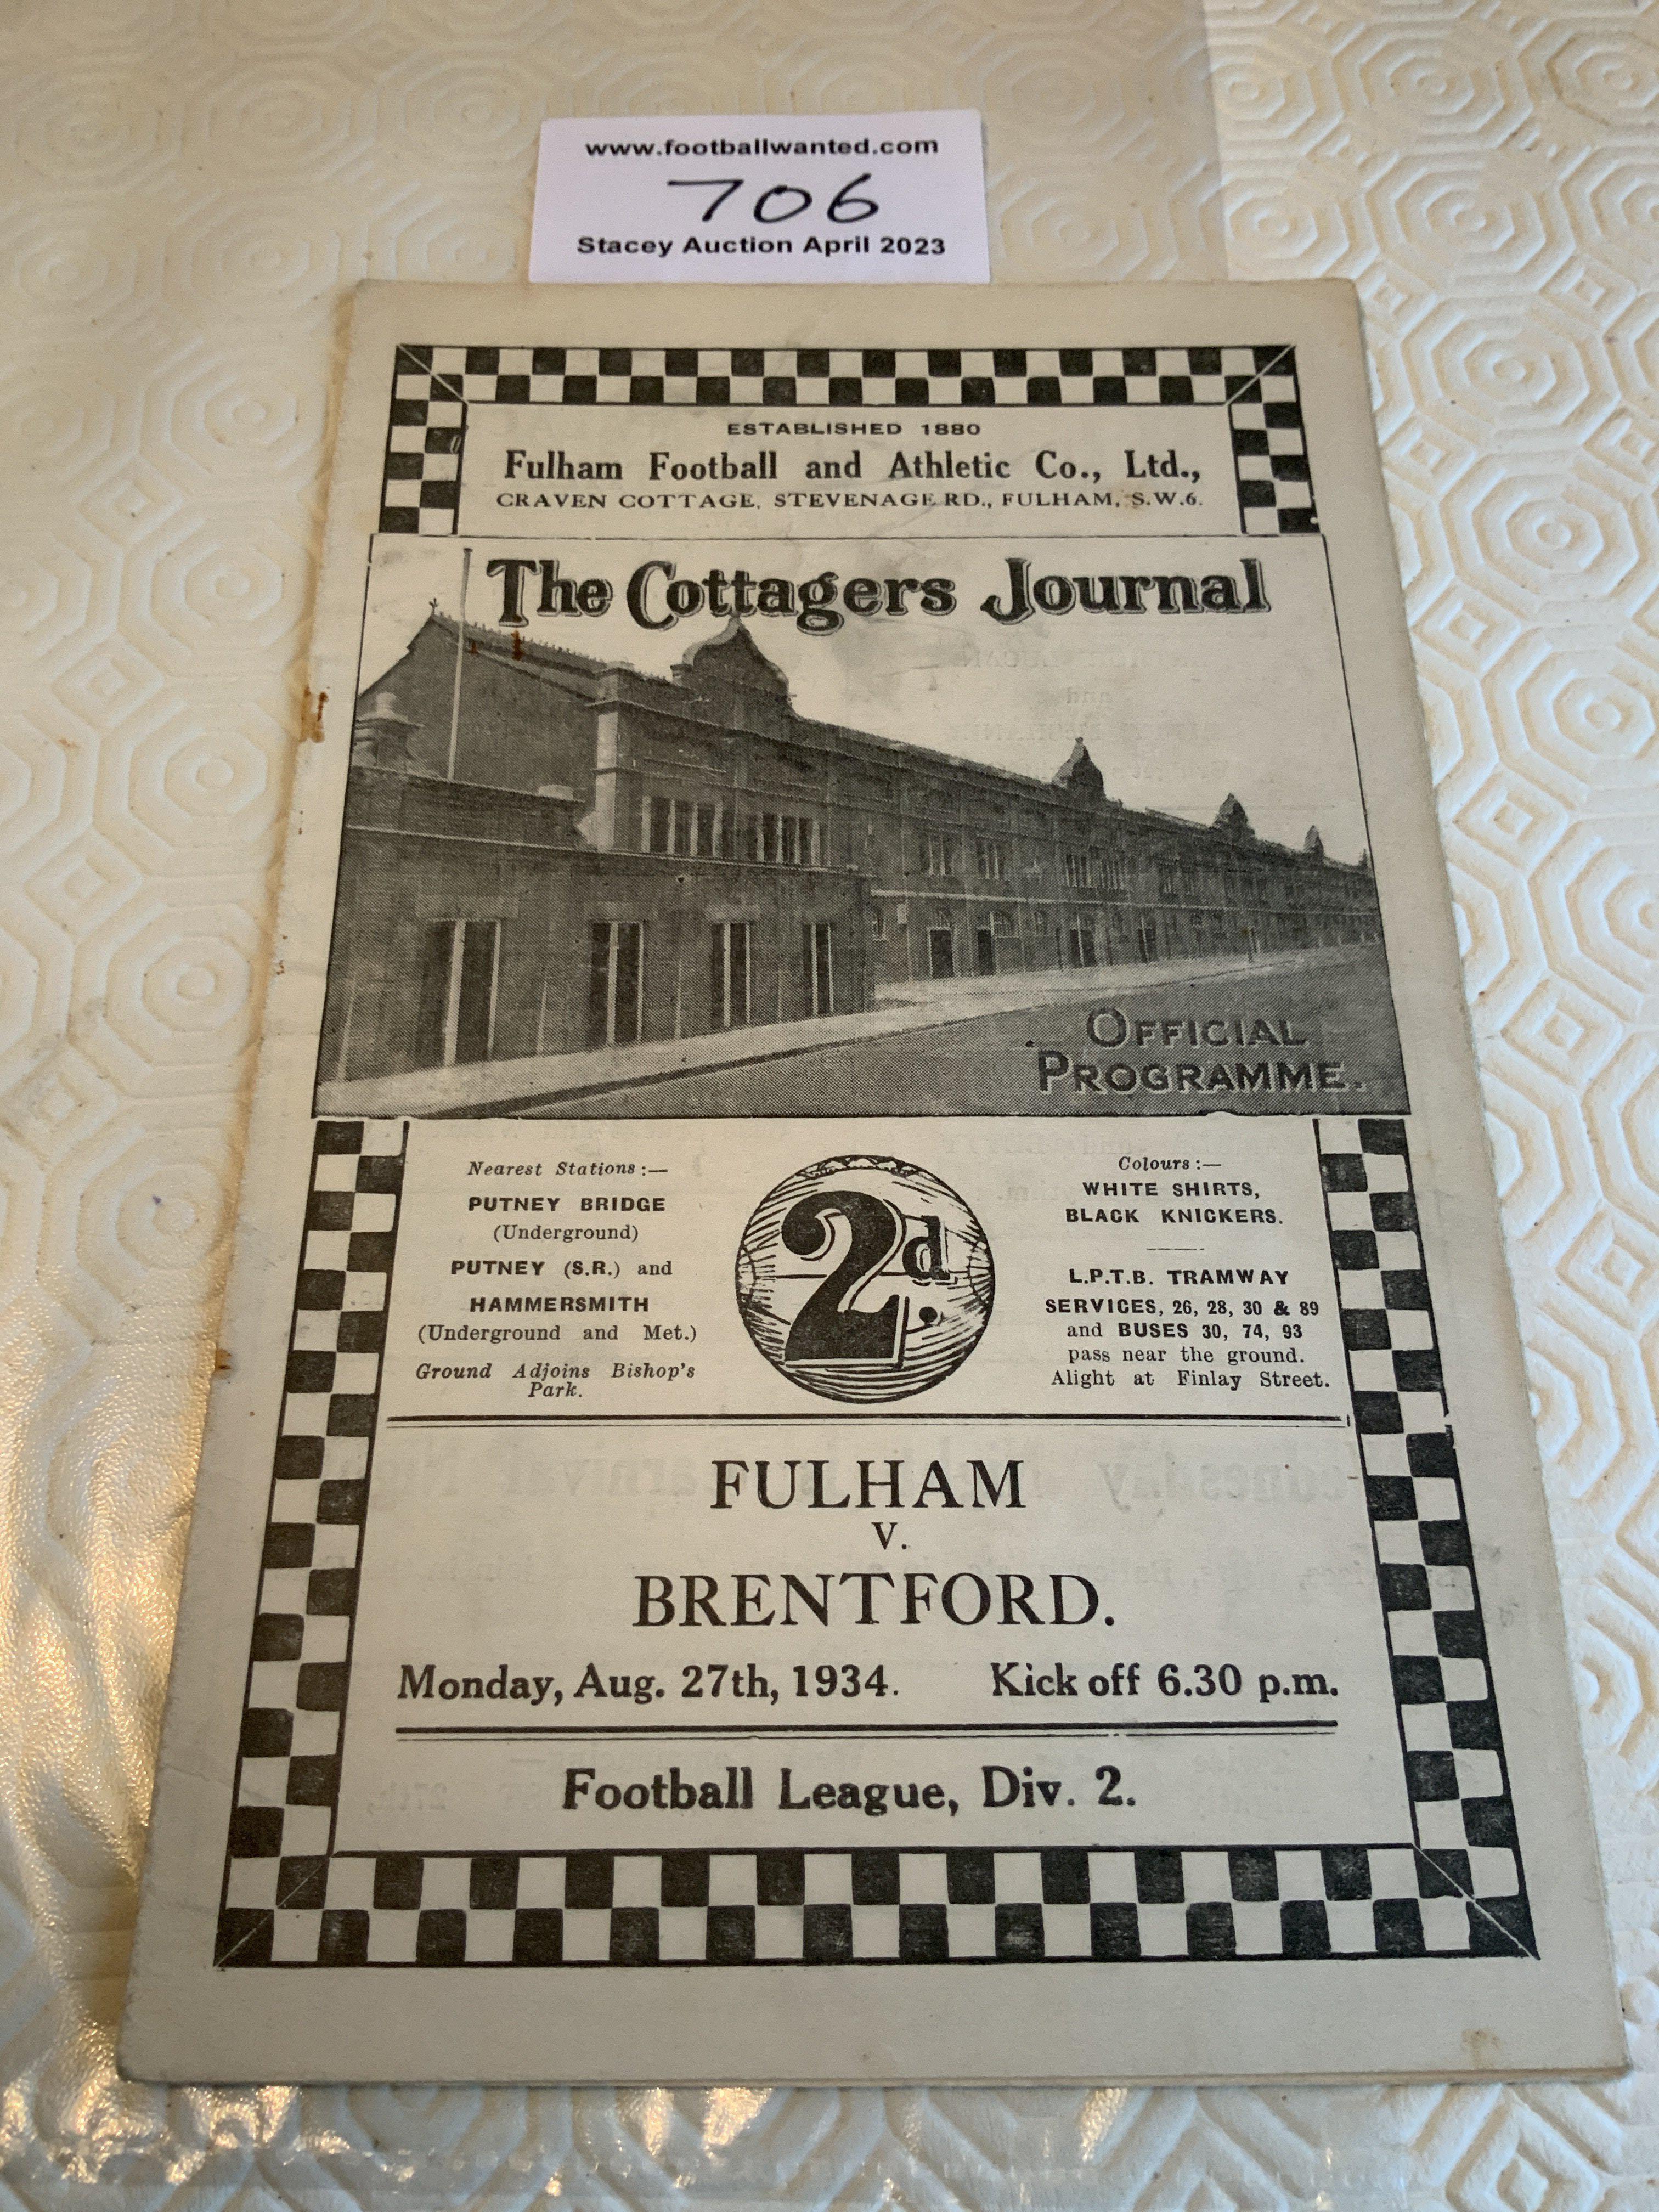 www.footballwanted.com
706
Stacey Auction April 2023
ESTABLISHED 1880
Fulham Football and Athletic Co., Ltd.,
CRAVEN COTTAGE, STEVENAGE RD., FULHAM, S.W.6.
The Cottagers Journal
OFFICIAL
PROGRAMME.
Nearest Stations :—
PUTNEY BRIDGE
(Underground)
PUTNEY (S.R.) and
HAMMERSMITH
(Underground and Met.)
Ground Adjoins Bishop's
Park.
2d.
Colours :—
WHITE SHIRTS,
BLACK KNICKERS.
L.P.T.B. TRAMWAY
SERVICES, 26, 28, 30 & 89
and BUSES 30, 74, 93
pass near the ground.
Alight at Finlay Street.
FULHAM
V.
BRENTFORD.
Monday, Aug. 27th, 1934. Kick off 6.30 p.m.
Football League, Div. 2.